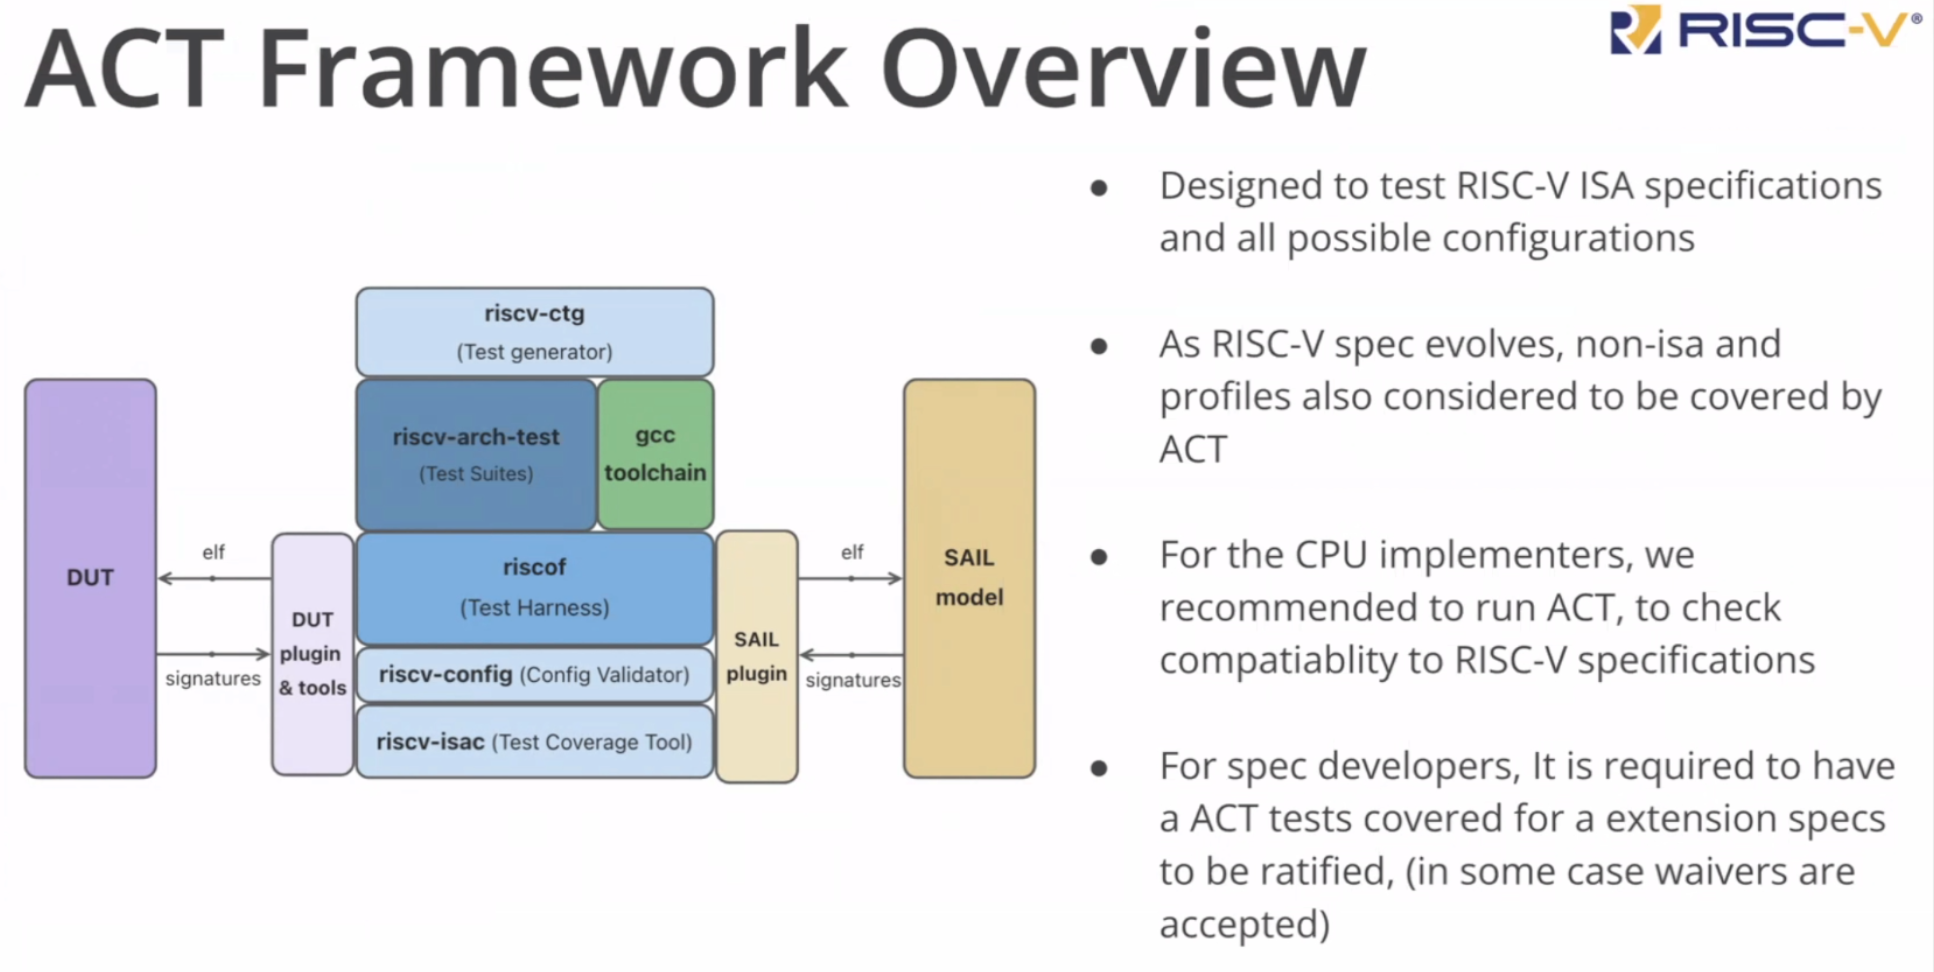 ACT Framework Overview
RISC-V®
riscv-ctg
(Test generator)
riscv-arch-test
(Test Suites)
gcc
toolchain
DUT
elf
signatures
DUT
plugin
& tools
riscof
(Test Harness)
riscv-config (Config Validator)
riscv-isac (Test Coverage Tool)
SAIL
plugin
elf
signatures
SAIL
model
● Designed to test RISC-V ISA specifications
and all possible configurations
● As RISC-V spec evolves, non-isa and
profiles also considered to be covered by
ACT
● For the CPU implementers, we
recommended to run ACT, to check
compatiablity to RISC-V specifications
● For spec developers, It is required to have
a ACT tests covered for a extension specs
to be ratified, (in some case waivers are
accepted)